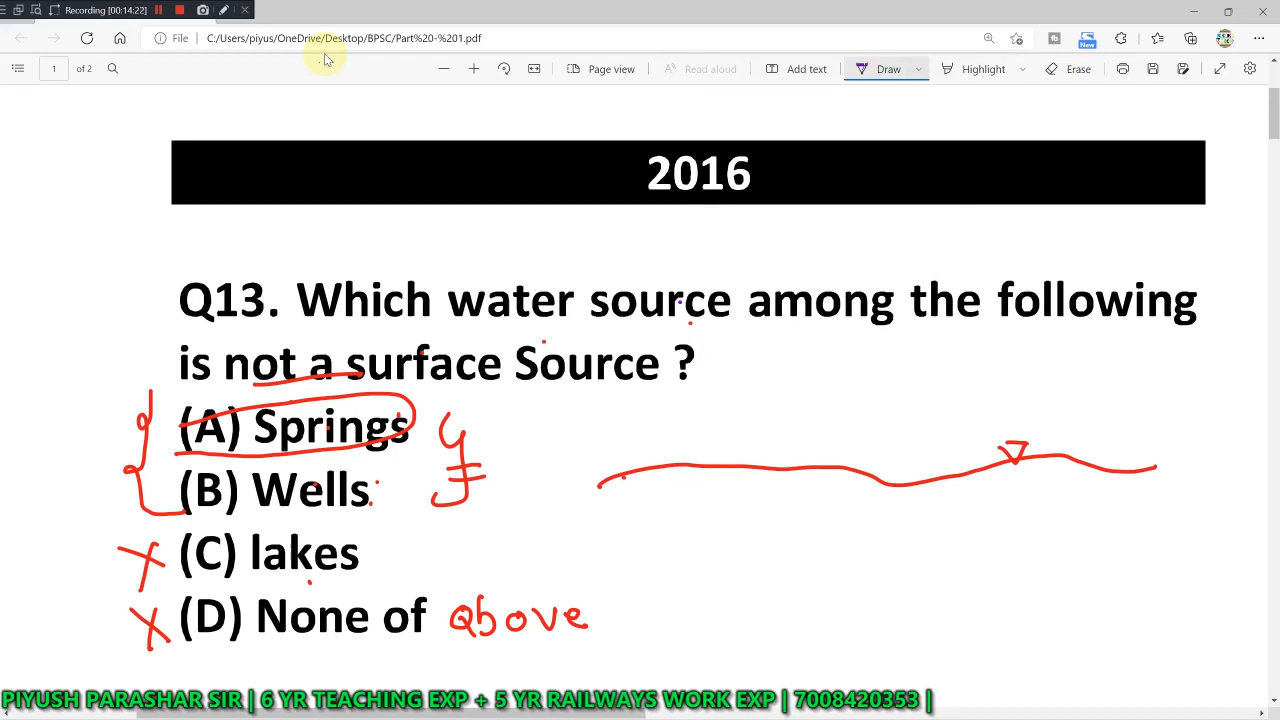 Recording [00:14:22]
File C:/Users/piyus/OneDrive/Desktop/BPSC/Part%20-%201.pdf
New
1 of 2 Page view Read aloud Add text Draw Highlight Erase
2016
Q13. Which water source among the following
is not a surface Source ?
(A) Springs
(B) Wells
(C) lakes
(D) None of above
PIYUSH PARASHAR SIR | 6 YR TEACHING EXP + 5 YR RAILWAYS WORK EXP | 7008420353 |